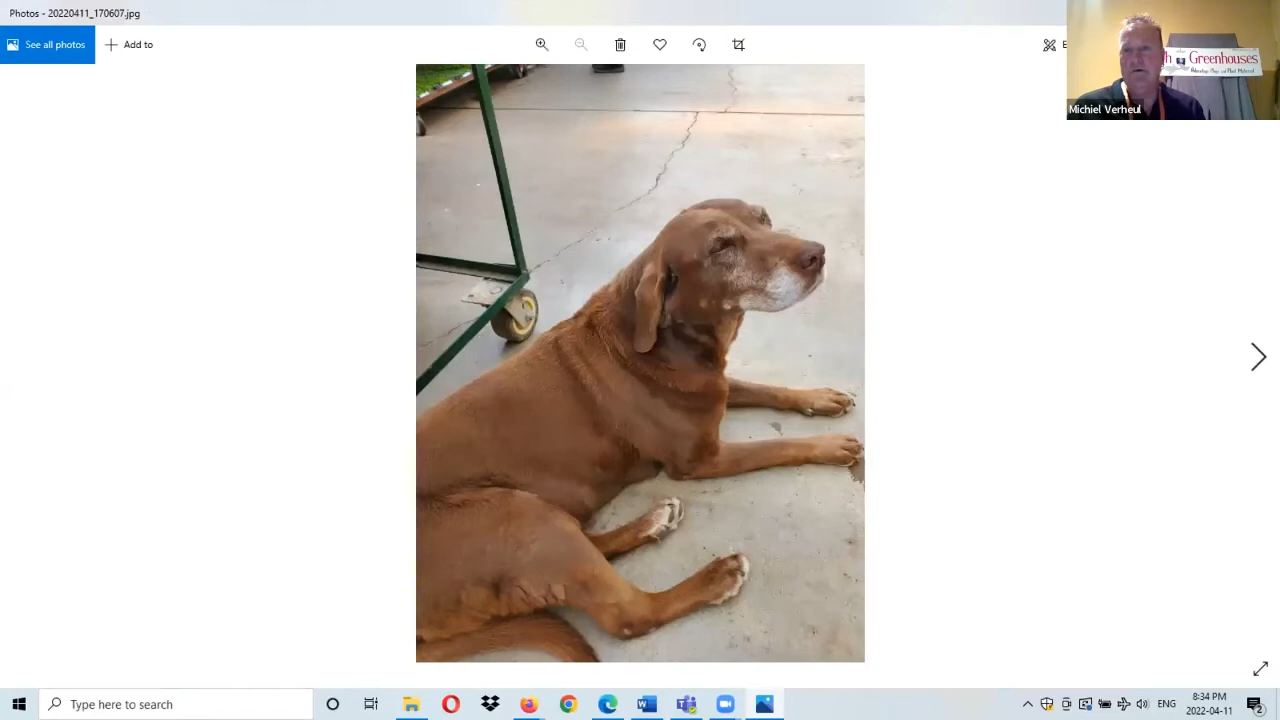 Photos - 20220411_170607.jpg
See all photos
Add to
h Greenhouses
Michiel Verheul
Type here to search
ENG
8:34 PM
2022-04-11
2